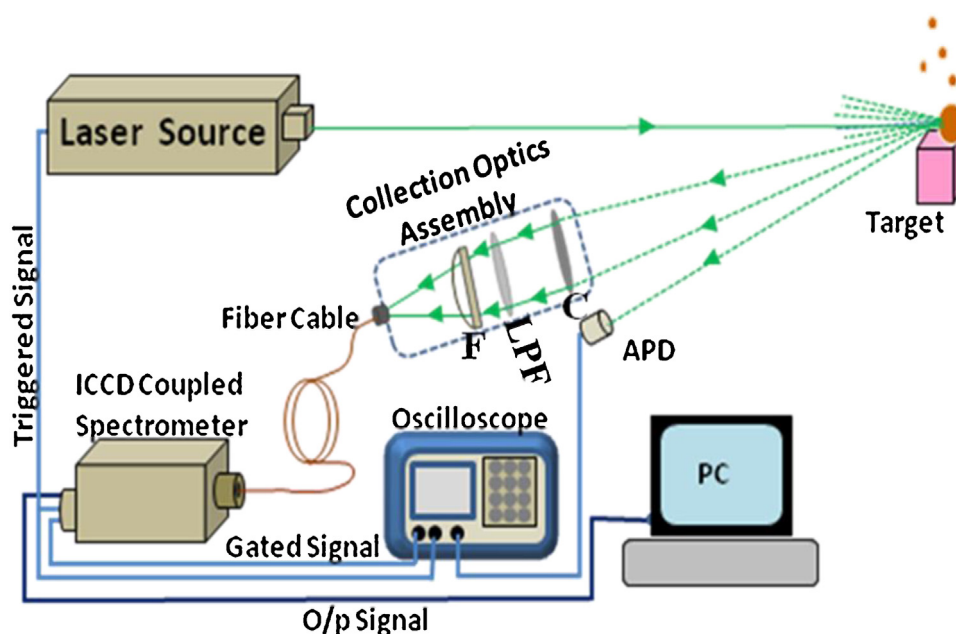 Laser Source
Collection Optics
Assembly
Target
Triggered Signal
Fiber Cable
F
LPF
C
APD
ICCD Coupled
Spectrometer
Oscilloscope
PC
Gated Signal
O/p Signal